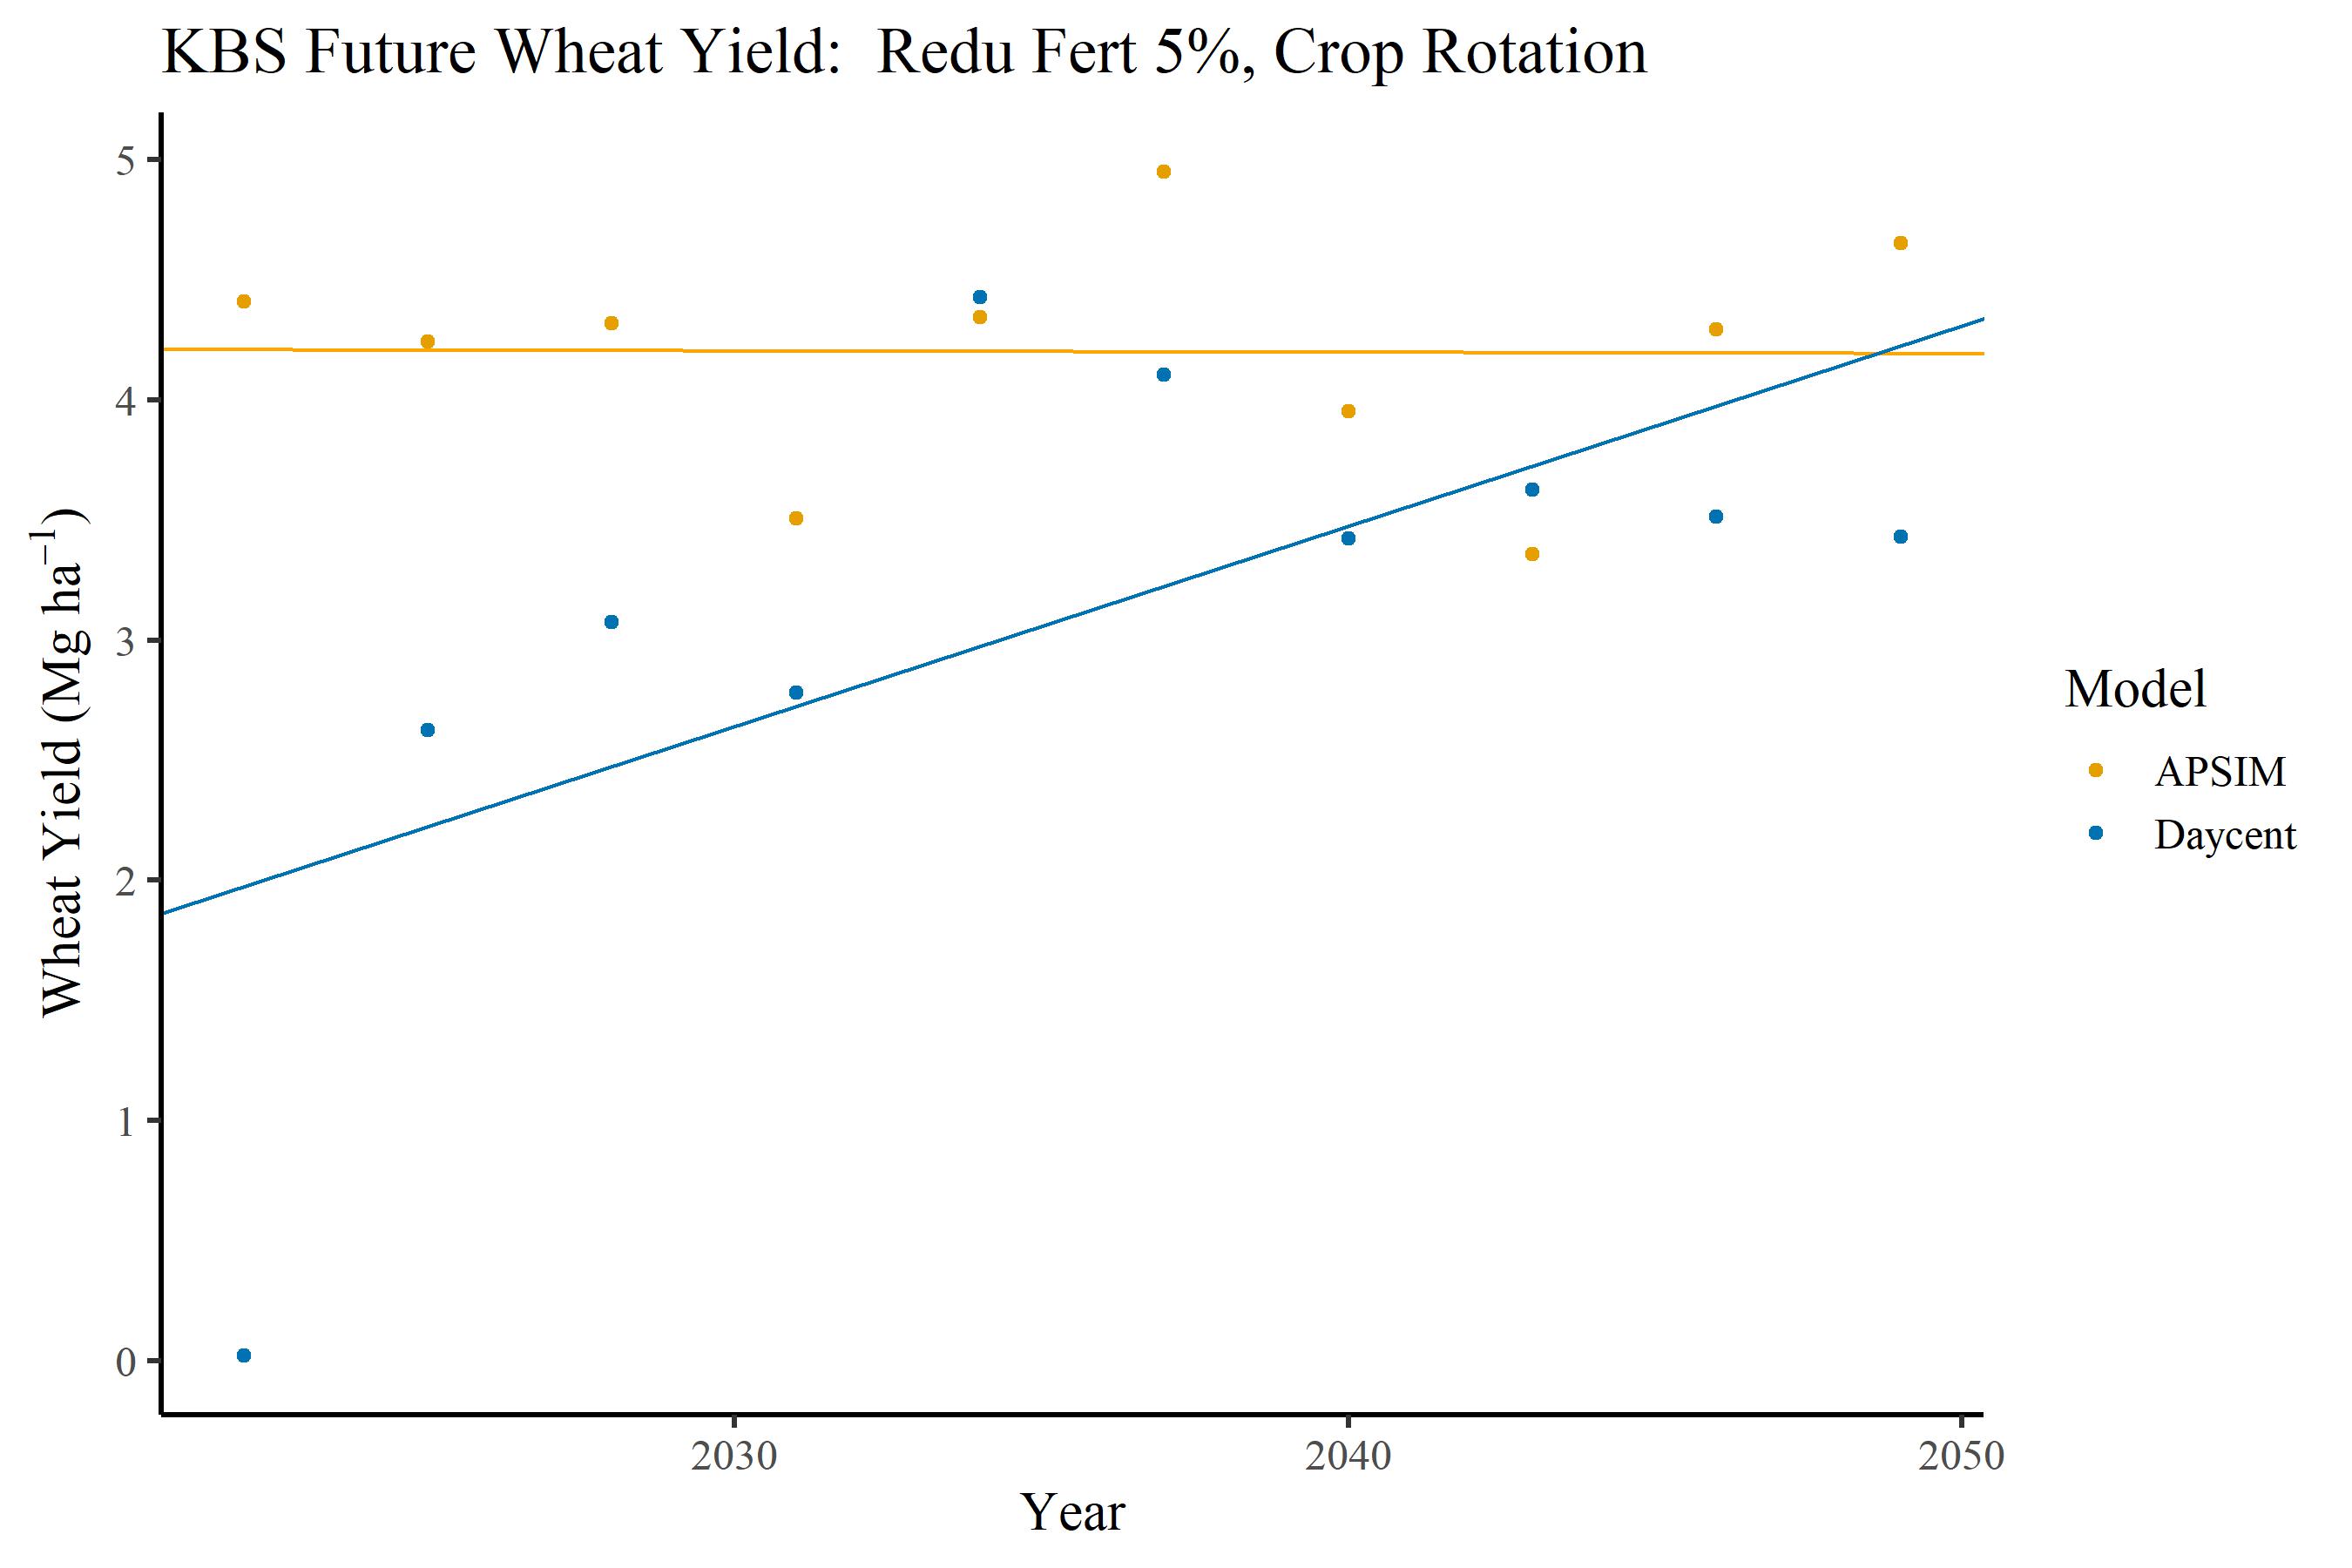 KBS Future Wheat Yield:  Redu Fert 5%, Crop Rotation
Wheat Yield (Mg ha⁻¹)
5
4
3
2
1
0
2030
2040
2050
Year
Model
APSIM
Daycent